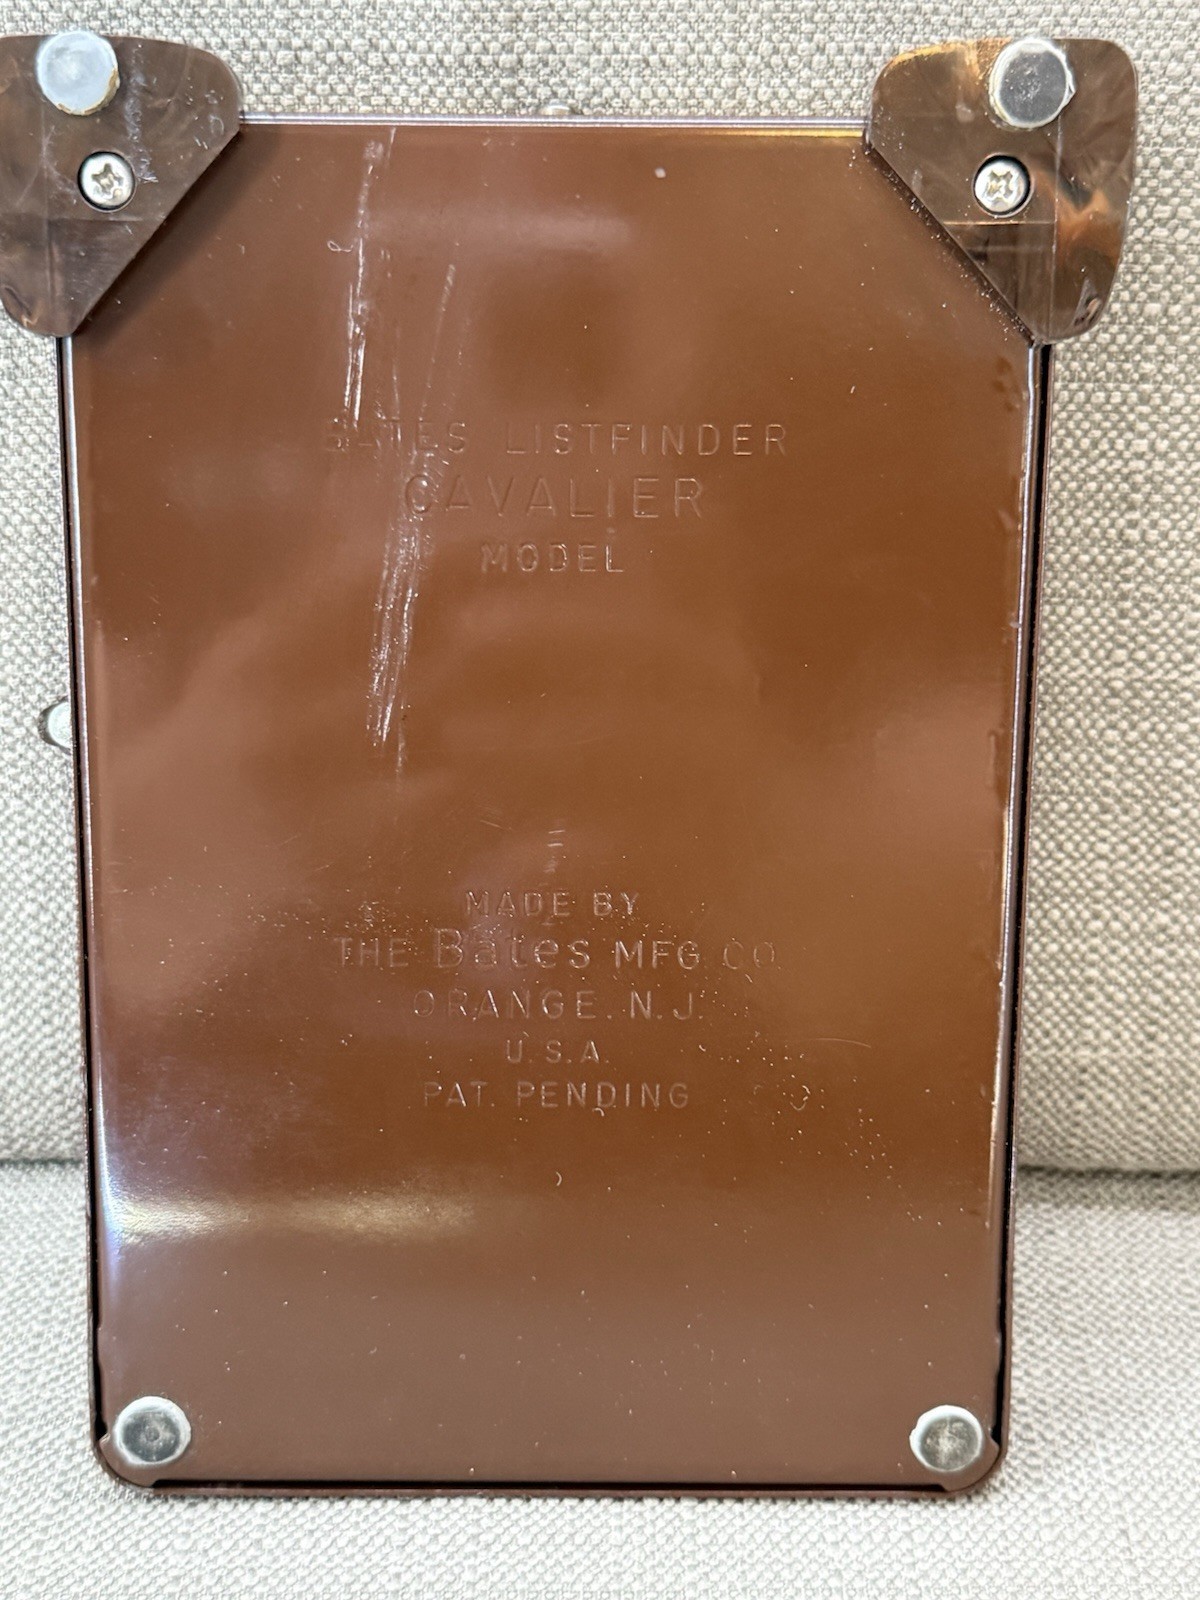 BATES LISTFINDER
CAVALIER
MODEL
MADE BY
THE Bates MFG CO
ORANGE, N.J.
U.S.A.
PAT. PENDING